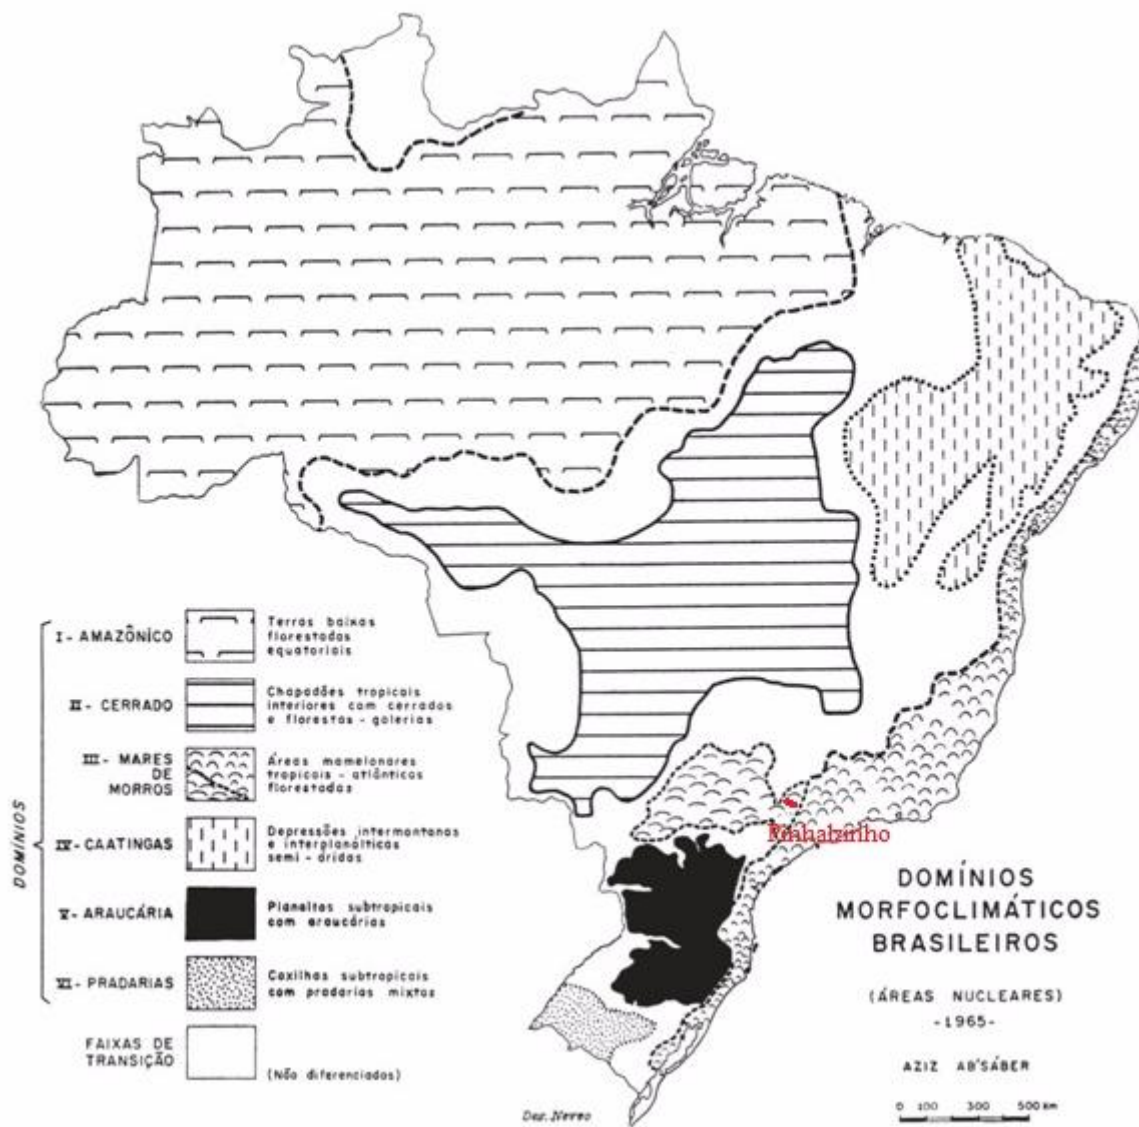 Pinhalzinho
DOMÍNIOS
I - AMAZÔNICO
Terras baixas
florestadas
equatoriais
II - CERRADO
Chapadões tropicais
interiores com cerrados
e florestas - galerias
III - MARES
DE
MORROS
Áreas mamelonares
tropicais - atlânticas
florestadas
IV - CAATINGAS
Depressões intermontanas
e interplanálticas
semi - áridas
V - ARAUCÁRIA
Planaltos subtropicais
com araucárias
VI - PRADARIAS
Coxilhas subtropicais
com pradarias mixtas
FAIXAS DE
TRANSIÇÃO
(Não diferenciados)
DOMÍNIOS
MORFOCLIMÁTICOS
BRASILEIROS
(ÁREAS NUCLEARES)
- 1965 -
AZIZ AB'SÁBER
0 100 300 500 Km
Des. Nereo